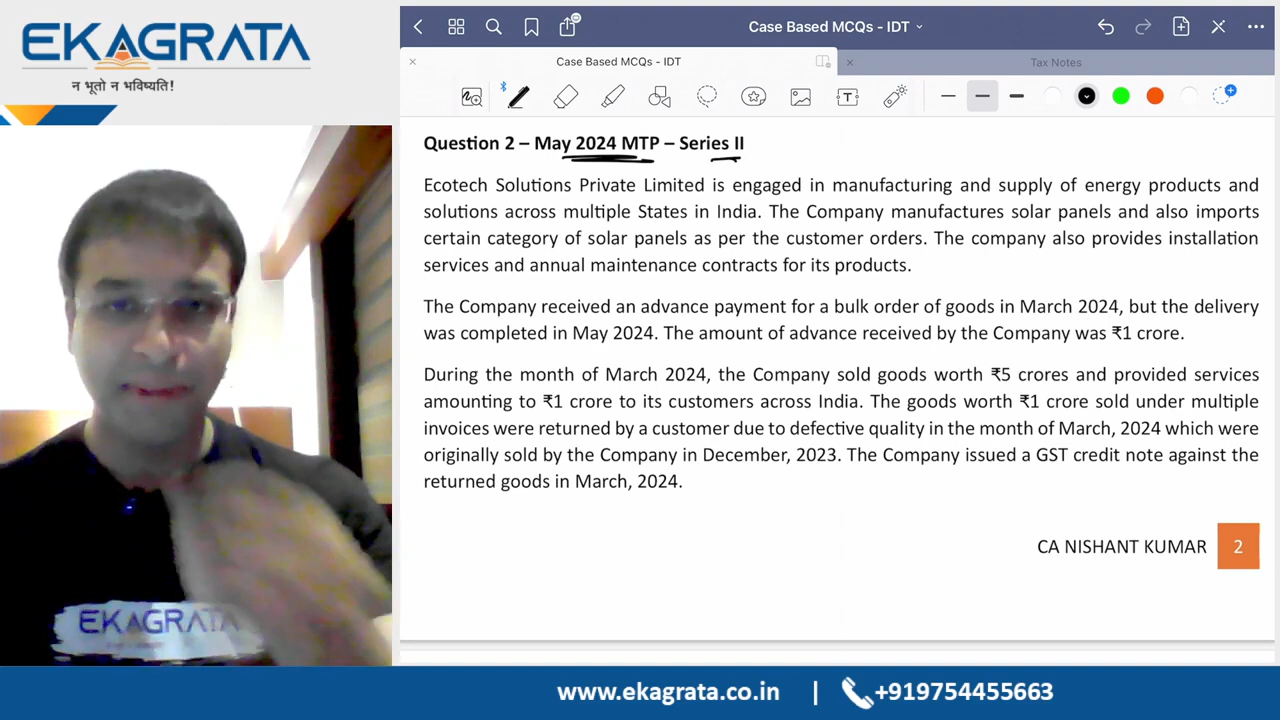 EKAGRATA
न भूतो न भविष्यति!
Case Based MCQs - IDT
Case Based MCQs - IDT
Tax Notes
Question 2 – May 2024 MTP – Series II
Ecotech Solutions Private Limited is engaged in manufacturing and supply of energy products and
solutions across multiple States in India. The Company manufactures solar panels and also imports
certain category of solar panels as per the customer orders. The company also provides installation
services and annual maintenance contracts for its products.
The Company received an advance payment for a bulk order of goods in March 2024, but the delivery
was completed in May 2024. The amount of advance received by the Company was ₹1 crore.
During the month of March 2024, the Company sold goods worth ₹5 crores and provided services
amounting to ₹1 crore to its customers across India. The goods worth ₹1 crore sold under multiple
invoices were returned by a customer due to defective quality in the month of March, 2024 which were
originally sold by the Company in December, 2023. The Company issued a GST credit note against the
returned goods in March, 2024.
CA NISHANT KUMAR 2
EKAGRATA
www.ekagrata.co.in | +919754455663